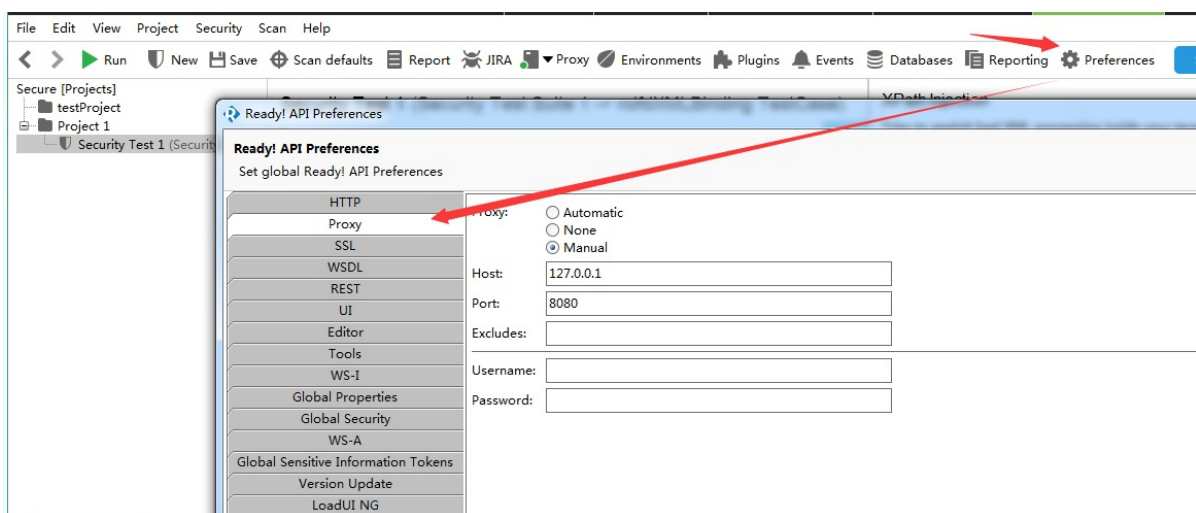 File Edit View Project Security Scan Help
Run New Save Scan defaults Report JIRA Proxy Environments Plugins Events Databases Reporting Preferences
Secure [Projects]
testProject
Project 1
Security Test 1 (Securit
XPath Injection
Ready! API Preferences
Ready! API Preferences
Set global Ready! API Preferences
HTTP
Proxy
SSL
WSDL
REST
UI
Editor
Tools
WS-I
Global Properties
Global Security
WS-A
Global Sensitive Information Tokens
Version Update
LoadUI NG
Proxy:
Automatic
None
Manual
Host: 127.0.0.1
Port: 8080
Excludes:
Username:
Password: